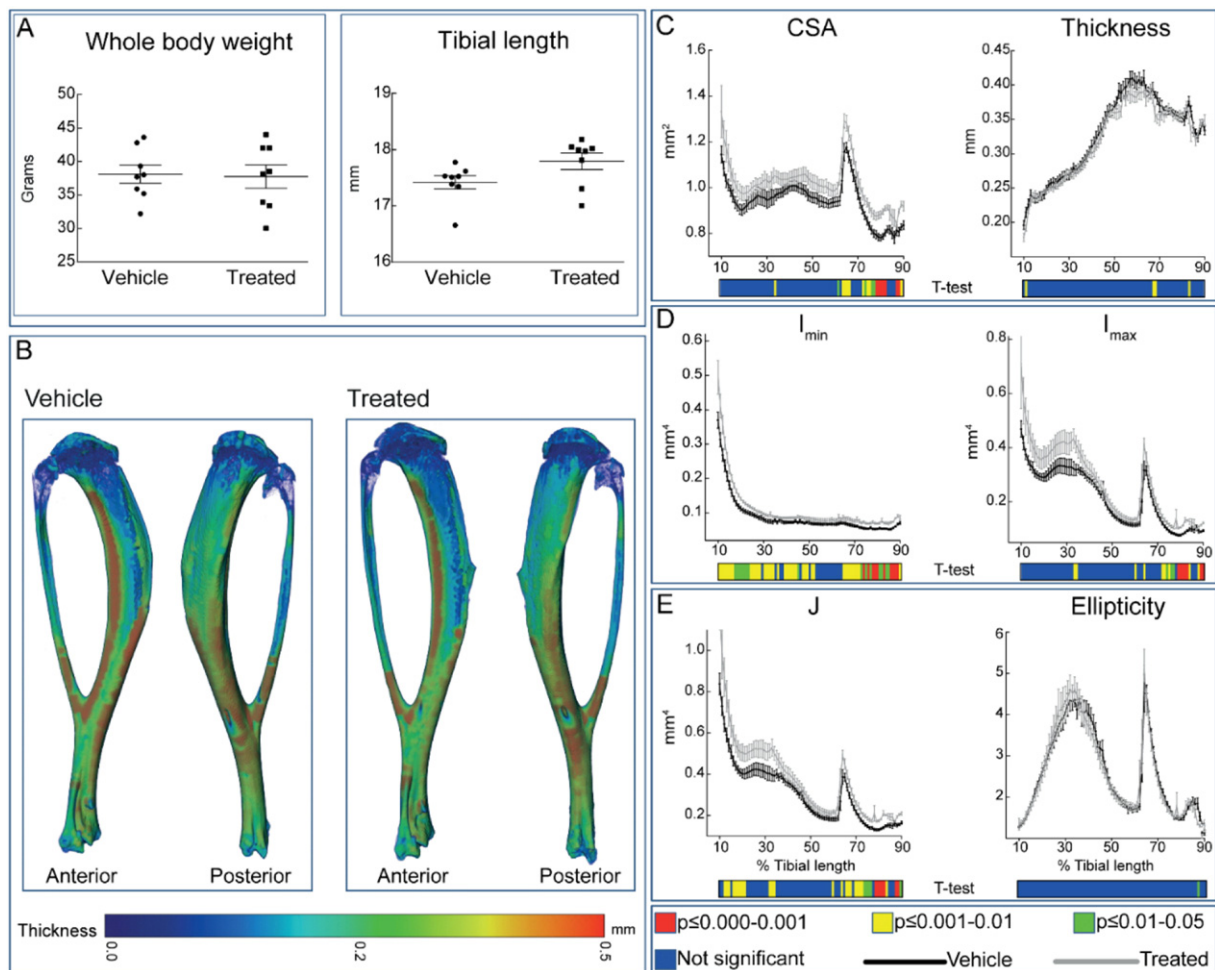 A
Whole body weight
Grams
50
45
40
35
30
25
Vehicle Treated
Tibial length
mm
19
18
17
16
Vehicle Treated
B
Vehicle
Treated
Anterior Posterior
Anterior Posterior
Thickness
0.0
0.2
0.5
mm
C
CSA
mm²
1.6
1.4
1.2
1.0
0.8
10 30 50 70 90
T-test
Thickness
mm
0.45
0.40
0.35
0.30
0.25
0.20
10 30 50 70 90
D
Imin
mm⁴
0.6
0.5
0.4
0.3
0.2
0.1
10 30 50 70 90
T-test
Imax
mm⁴
0.8
0.6
0.4
0.2
10 30 50 70 90
E
J
mm⁴
1.0
0.8
0.6
0.4
0.2
10 30 50 70 90
% Tibial length
T-test
Ellipticity
6
5
4
3
2
10 30 50 70 90
% Tibial length
p≤0.000-0.001 p≤0.001-0.01 p≤0.01-0.05
Not significant Vehicle Treated